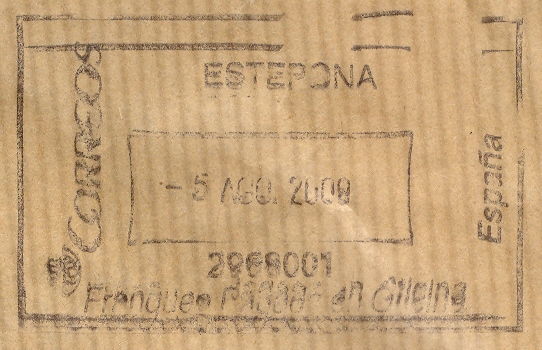 ESTEPONA
CORREOS
- 5 AGO. 2009
España
2968001
Franqueo pagado en Oficina